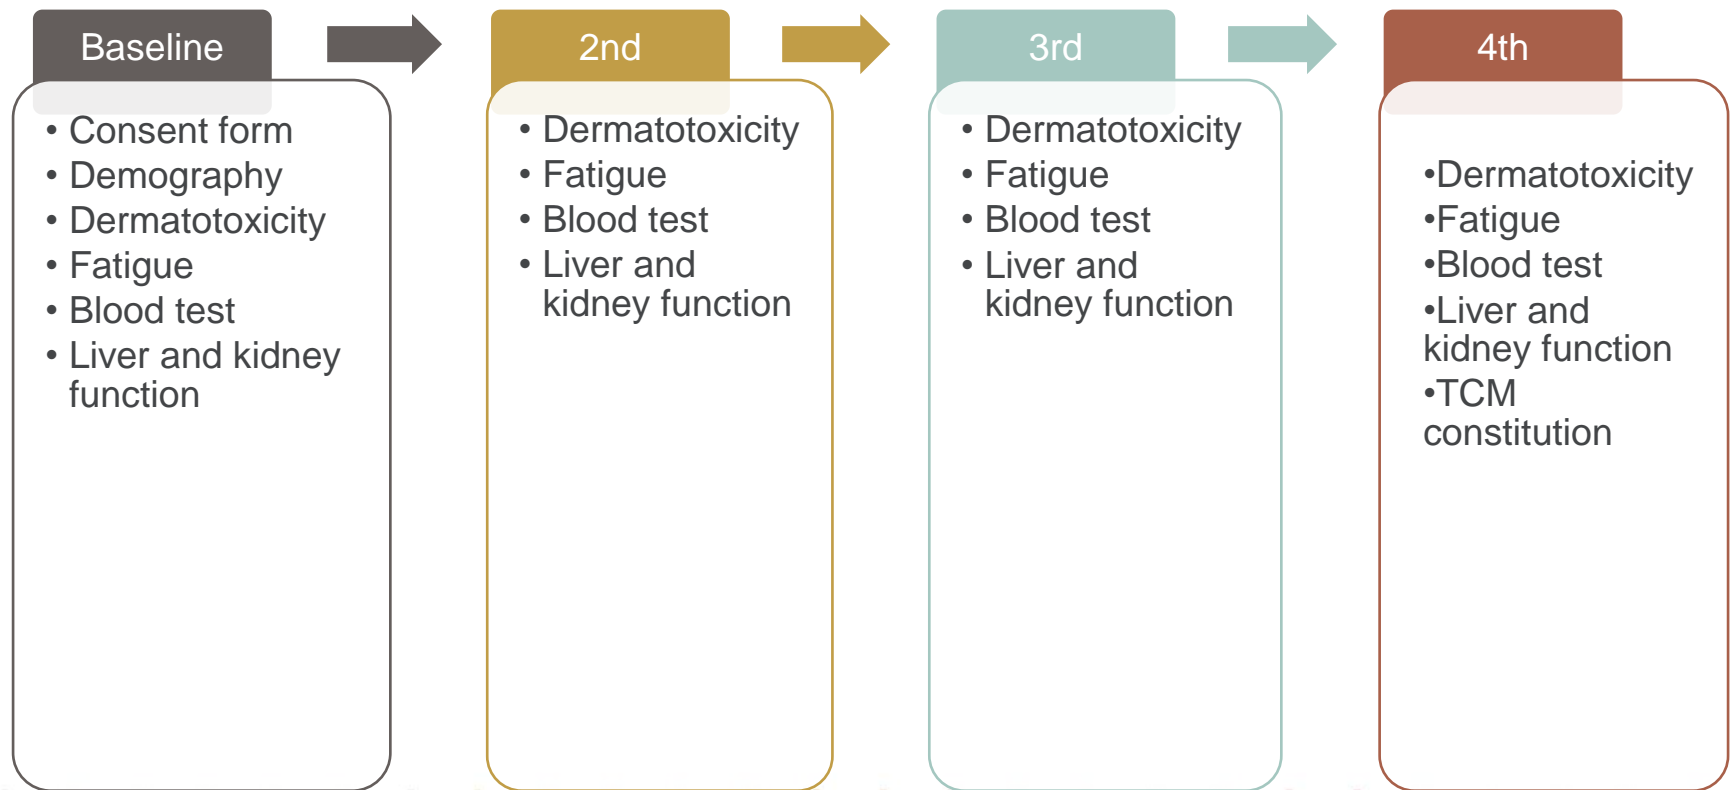 Baseline
• Consent form
• Demography
• Dermatotoxicity
• Fatigue
• Blood test
• Liver and kidney
function
2nd
• Dermatotoxicity
• Fatigue
• Blood test
• Liver and
kidney function
3rd
• Dermatotoxicity
• Fatigue
• Blood test
• Liver and
kidney function
4th
•Dermatotoxicity
•Fatigue
•Blood test
•Liver and
kidney function
•TCM
constitution